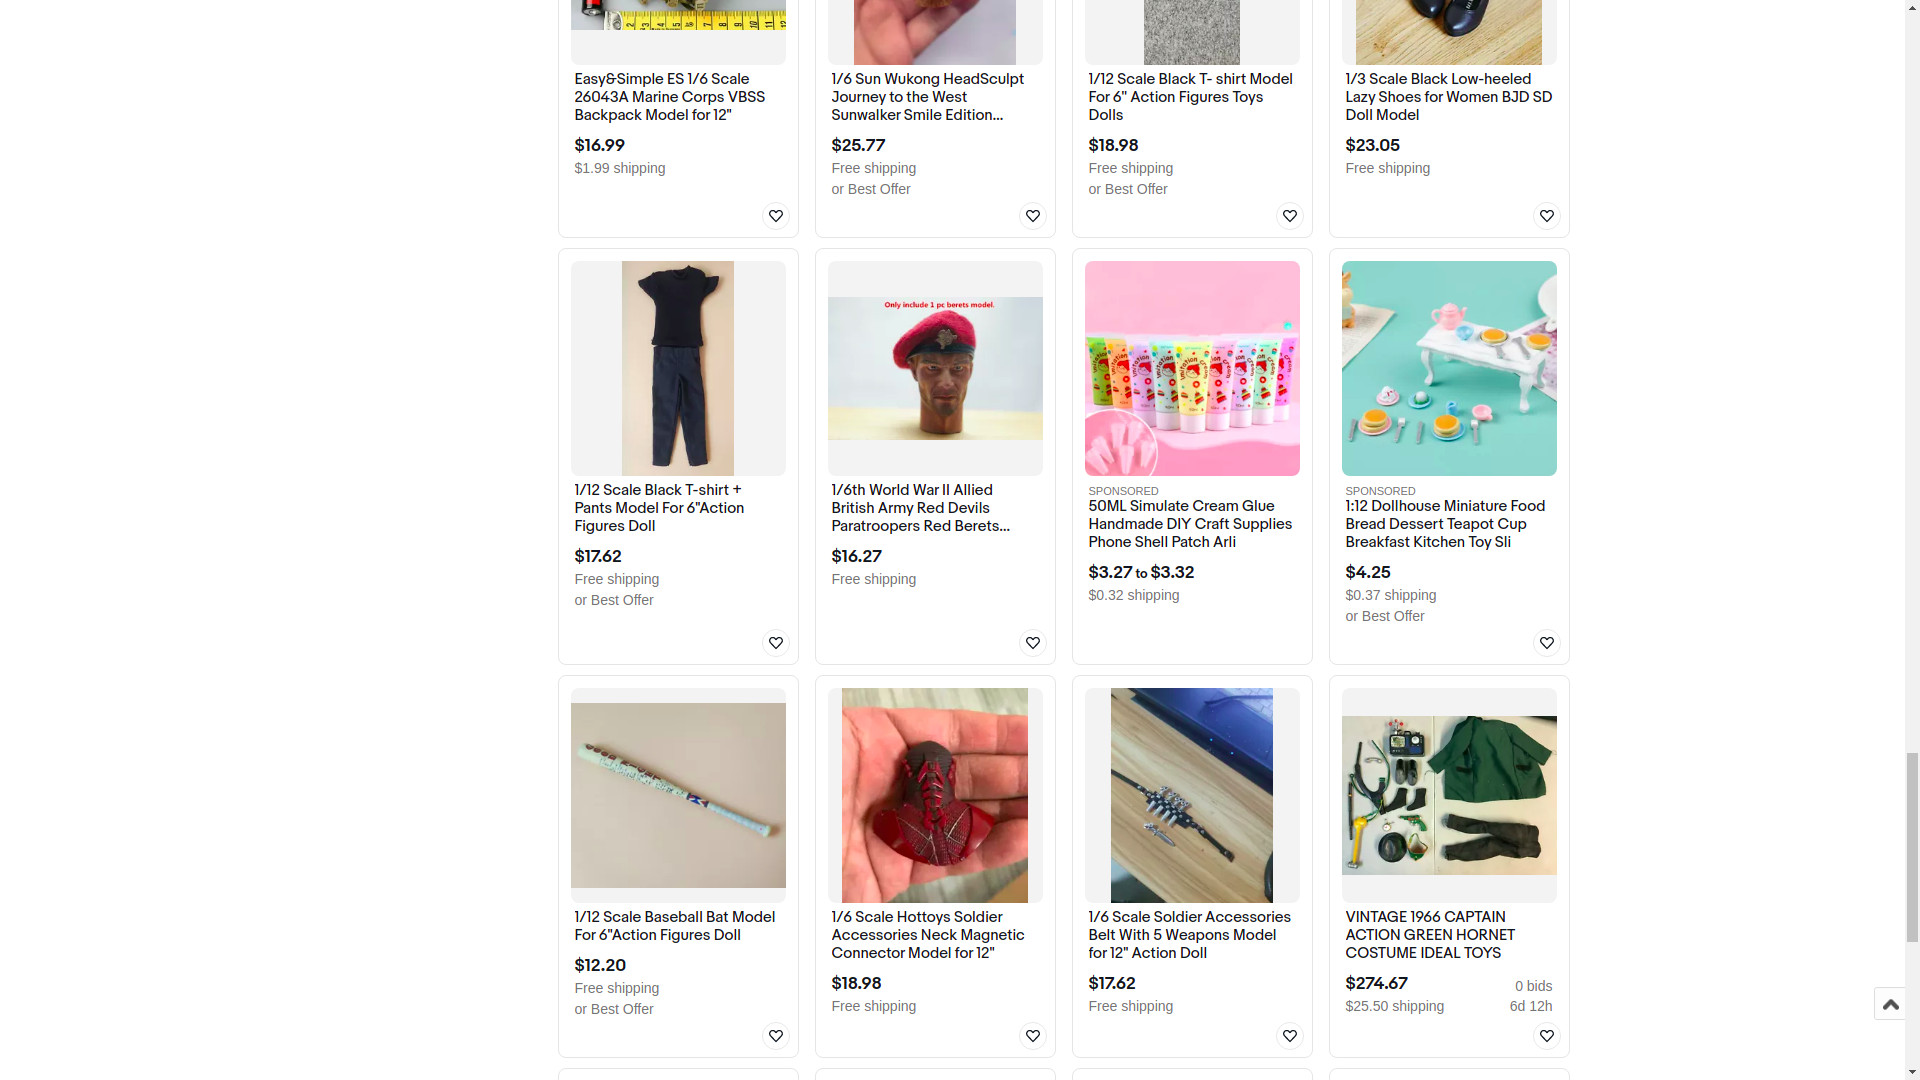 Easy&Simple ES 1/6 Scale
26043A Marine Corps VBSS
Backpack Model for 12"
$16.99
$1.99 shipping
1/6 Sun Wukong HeadSculpt
Journey to the West
Sunwalker Smile Edition...
$25.77
Free shipping
or Best Offer
1/12 Scale Black T- shirt Model
For 6" Action Figures Toys
Dolls
$18.98
Free shipping
or Best Offer
1/3 Scale Black Low-heeled
Lazy Shoes for Women BJD SD
Doll Model
$23.05
Free shipping
1/12 Scale Black T-shirt +
Pants Model For 6"Action
Figures Doll
$17.62
Free shipping
or Best Offer
Only include 1 pc berets model.
1/6th World War II Allied
British Army Red Devils
Paratroopers Red Berets...
$16.27
Free shipping
SPONSORED
50ML Simulate Cream Glue
Handmade DIY Craft Supplies
Phone Shell Patch Arli
$3.27 to $3.32
$0.32 shipping
SPONSORED
1:12 Dollhouse Miniature Food
Bread Dessert Teapot Cup
Breakfast Kitchen Toy Sli
$4.25
$0.37 shipping
or Best Offer
1/12 Scale Baseball Bat Model
For 6"Action Figures Doll
$12.20
Free shipping
or Best Offer
1/6 Scale Hottoys Soldier
Accessories Neck Magnetic
Connector Model for 12"
$18.98
Free shipping
1/6 Scale Soldier Accessories
Belt With 5 Weapons Model
for 12" Action Doll
$17.62
Free shipping
VINTAGE 1966 CAPTAIN
ACTION GREEN HORNET
COSTUME IDEAL TOYS
$274.67
0 bids
$25.50 shipping
6d 12h